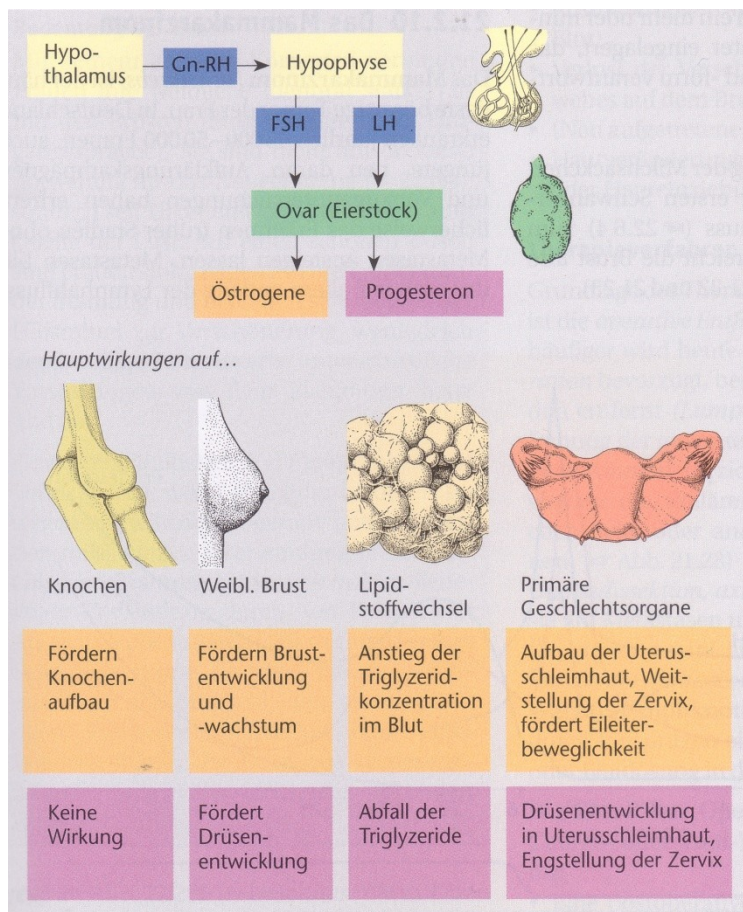 Hypo-
thalamus
Gn-RH
Hypophyse
FSH
LH
Ovar (Eierstock)
Östrogene
Progesteron
Hauptwirkungen auf...
Knochen
Weibl. Brust
Lipid-
stoffwechsel
Primäre
Geschlechtsorgane
Fördern
Knochen-
aufbau
Fördern Brust-
entwicklung
und
-wachstum
Anstieg der
Triglyzerid-
konzentration
im Blut
Aufbau der Uterus-
schleimhaut, Weit-
stellung der Zervix,
fördert Eileiter-
beweglichkeit
Keine
Wirkung
Fördert
Drüsen-
entwicklung
Abfall der
Triglyzeride
Drüsenentwicklung
in Uterusschleimhaut,
Engstellung der Zervix